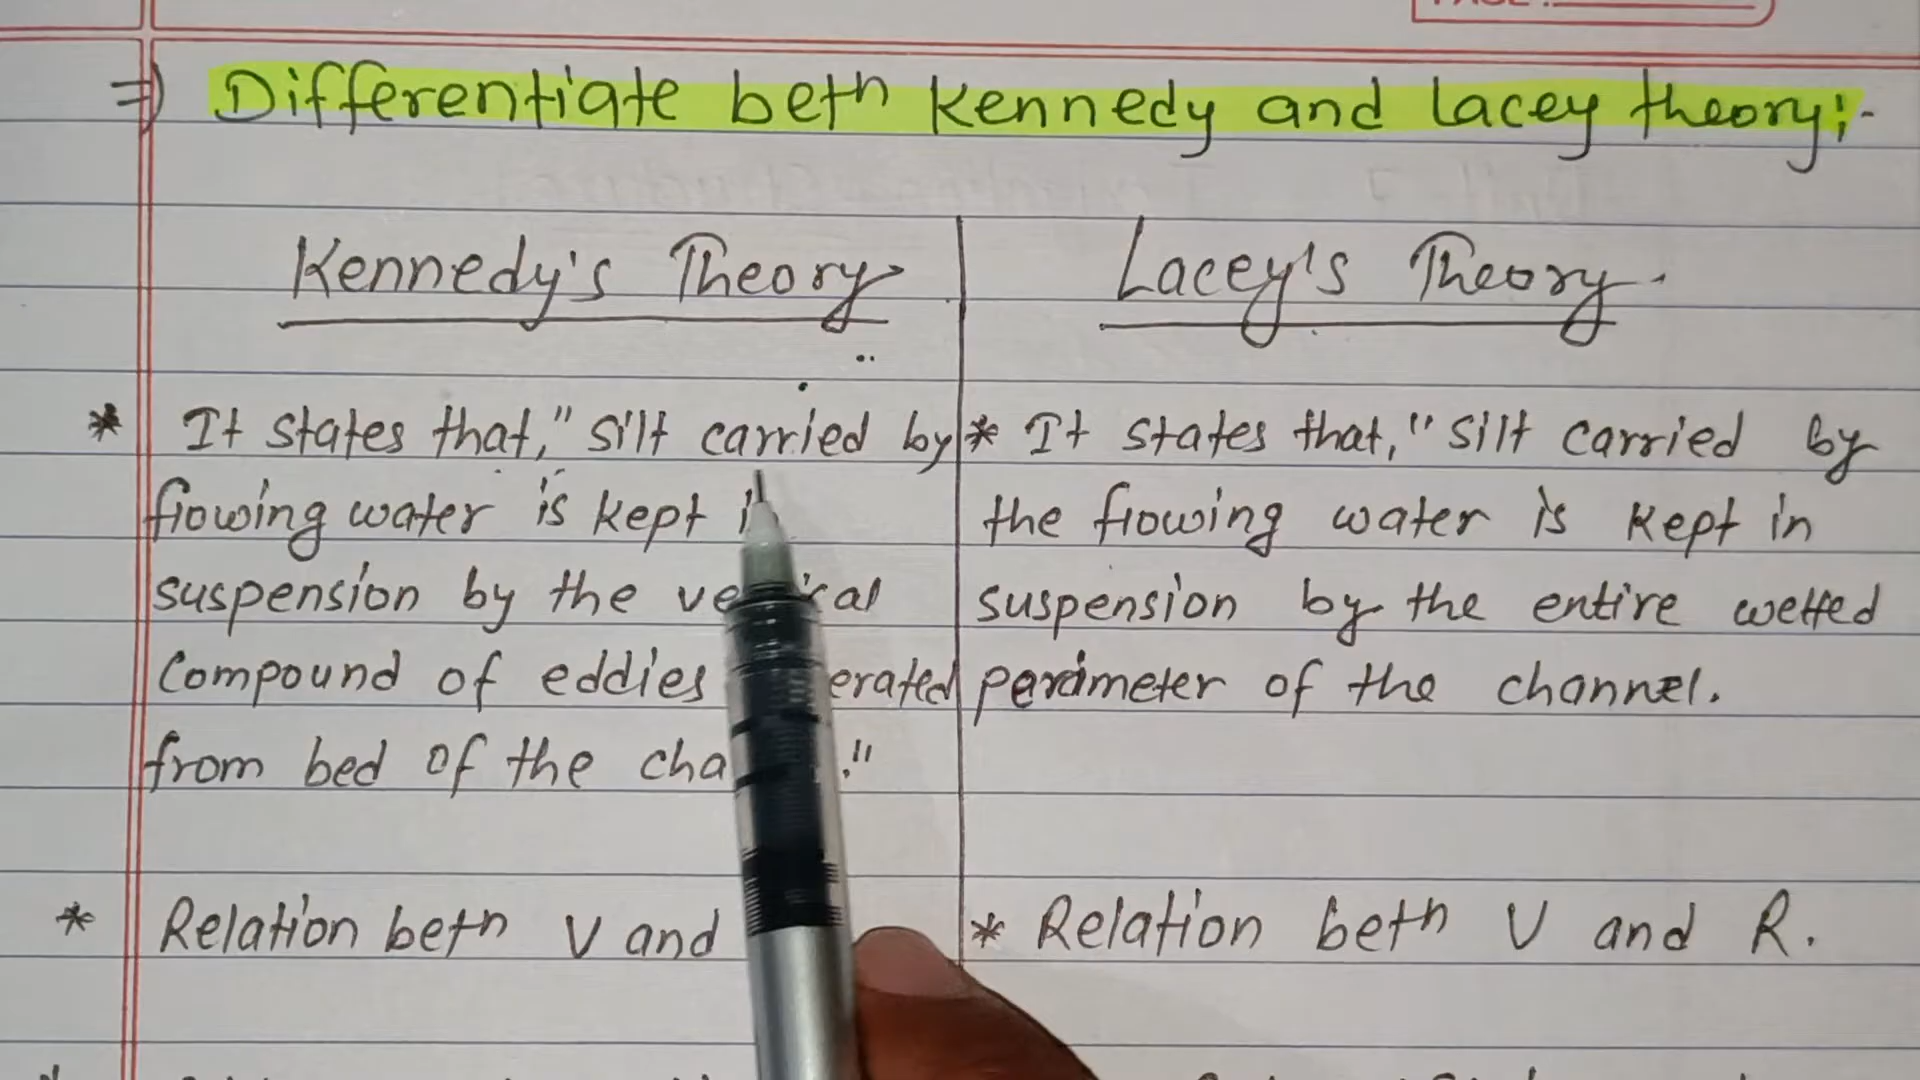 ⇒ Differentiate betn Kennedy and Lacey theory:-
Kennedy's Theory
* It states that," silt carried by
flowing water is kept
suspension by the
compound of eddies
from bed of the
* Relation betn V and
Lacey's Theory.
* It states that," silt carried by
the flowing water is kept in
suspension by the entire wetted
perimeter of the channel.
* Relation betn V and R.